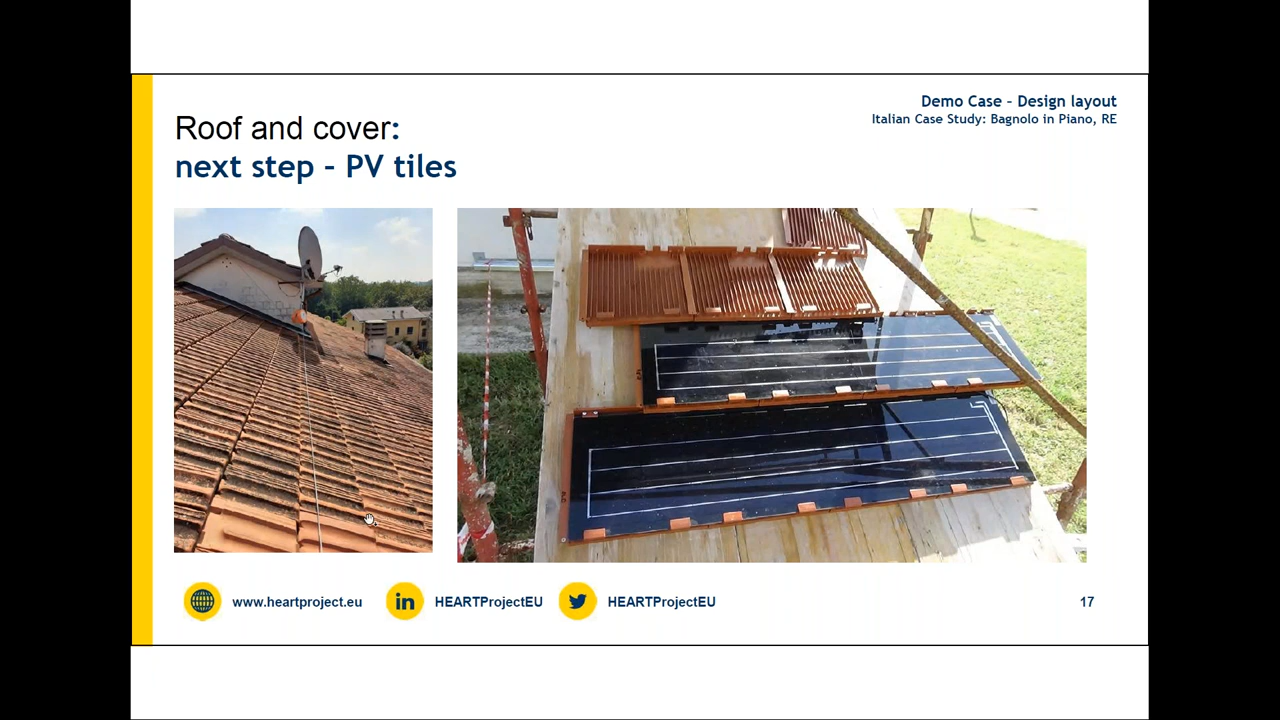 Demo Case – Design layout
Italian Case Study: Bagnolo in Piano, RE
Roof and cover:
next step – PV tiles
www.heartproject.eu
in
HEARTProjectEU
HEARTProjectEU
17